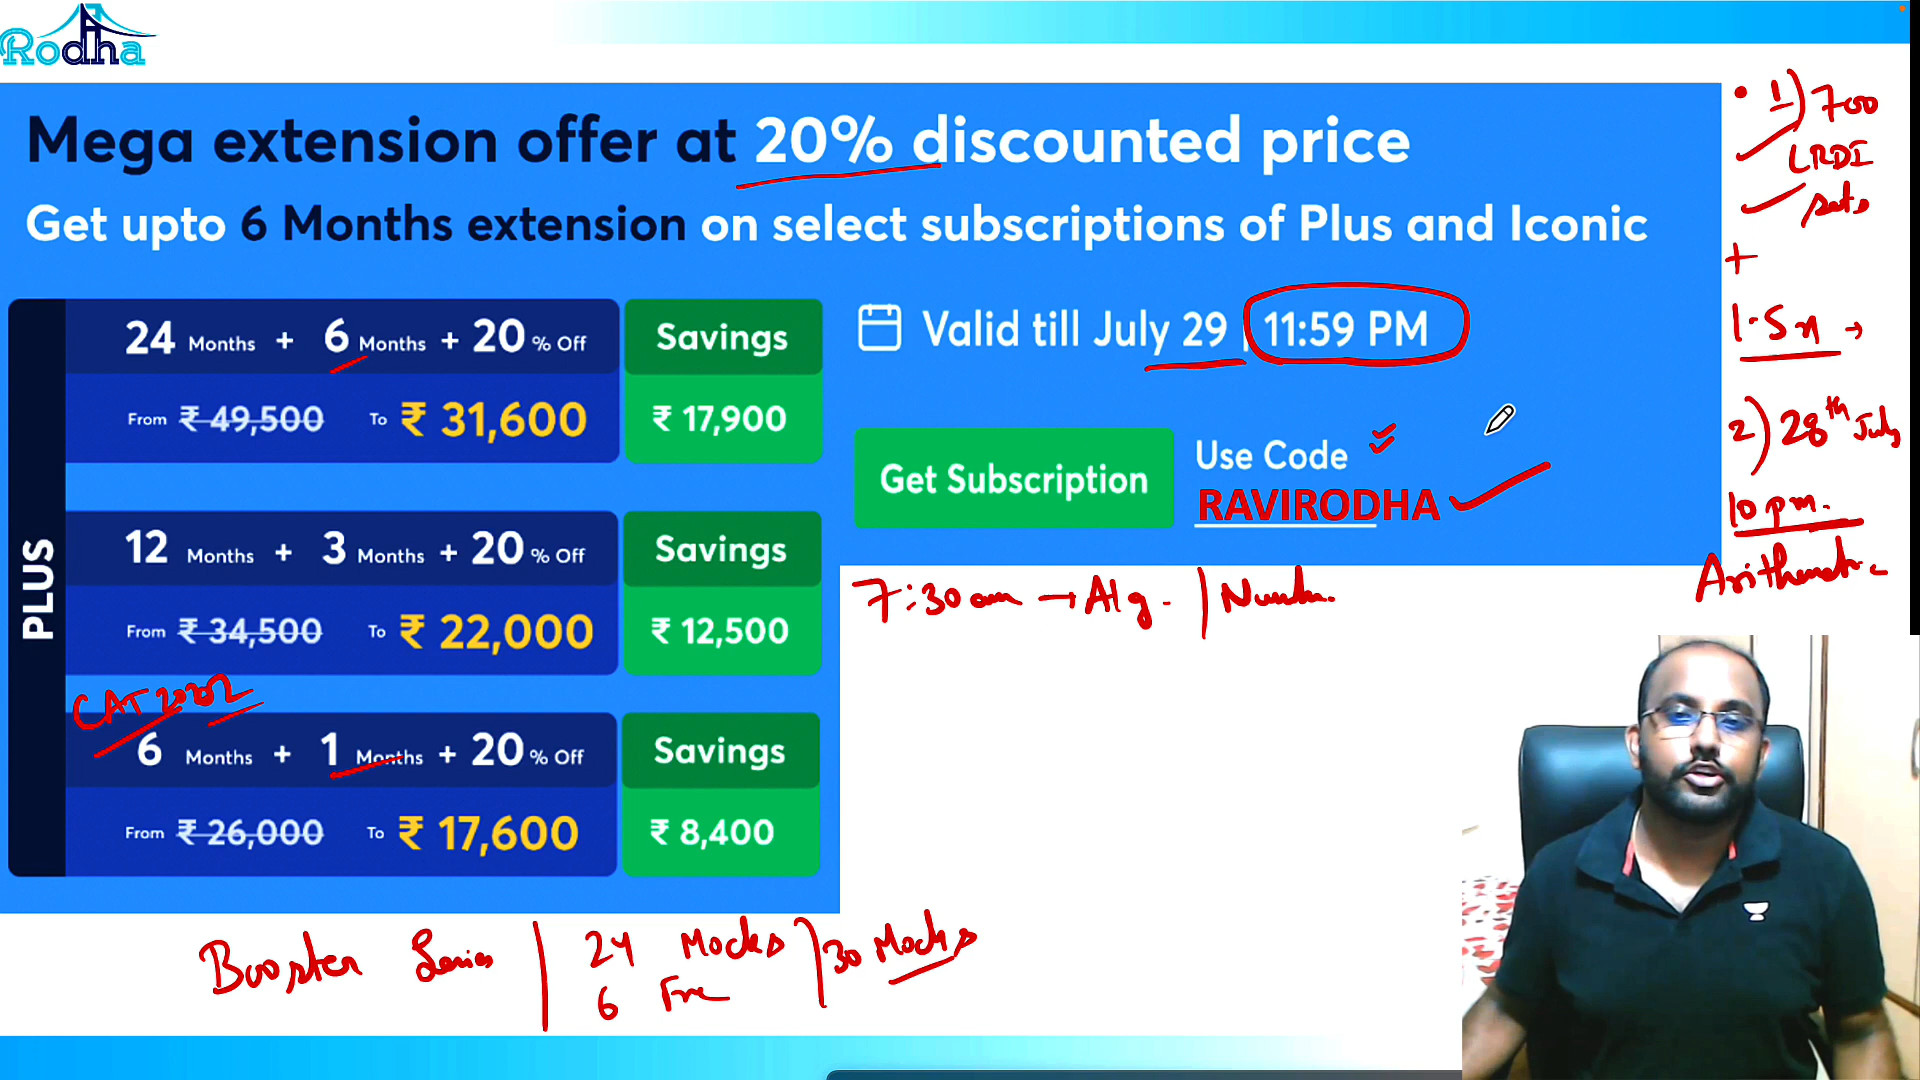 Rodha
Mega extension offer at 20% discounted price
Get upto 6 Months extension on select subscriptions of Plus and Iconic
PLUS
24 Months + 6 Months + 20 % Off
Savings
From ₹ 49,500 To ₹ 31,600
₹ 17,900
12 Months + 3 Months + 20 % Off
Savings
From ₹ 34,500 To ₹ 22,000
₹ 12,500
CAT 2022
6 Months + 1 Months + 20 % Off
Savings
From ₹ 26,000 To ₹ 17,600
₹ 8,400
Valid till July 29 | 11:59 PM
Get Subscription
Use Code
RAVIRODHA
7:30 am → Alg. |
1) 700
LRDI
sets
+
1.5 →
2) 28th July
10 pm.
Arithmetic
Booster Series | 24 Mocks
6 Free
30 Mocks